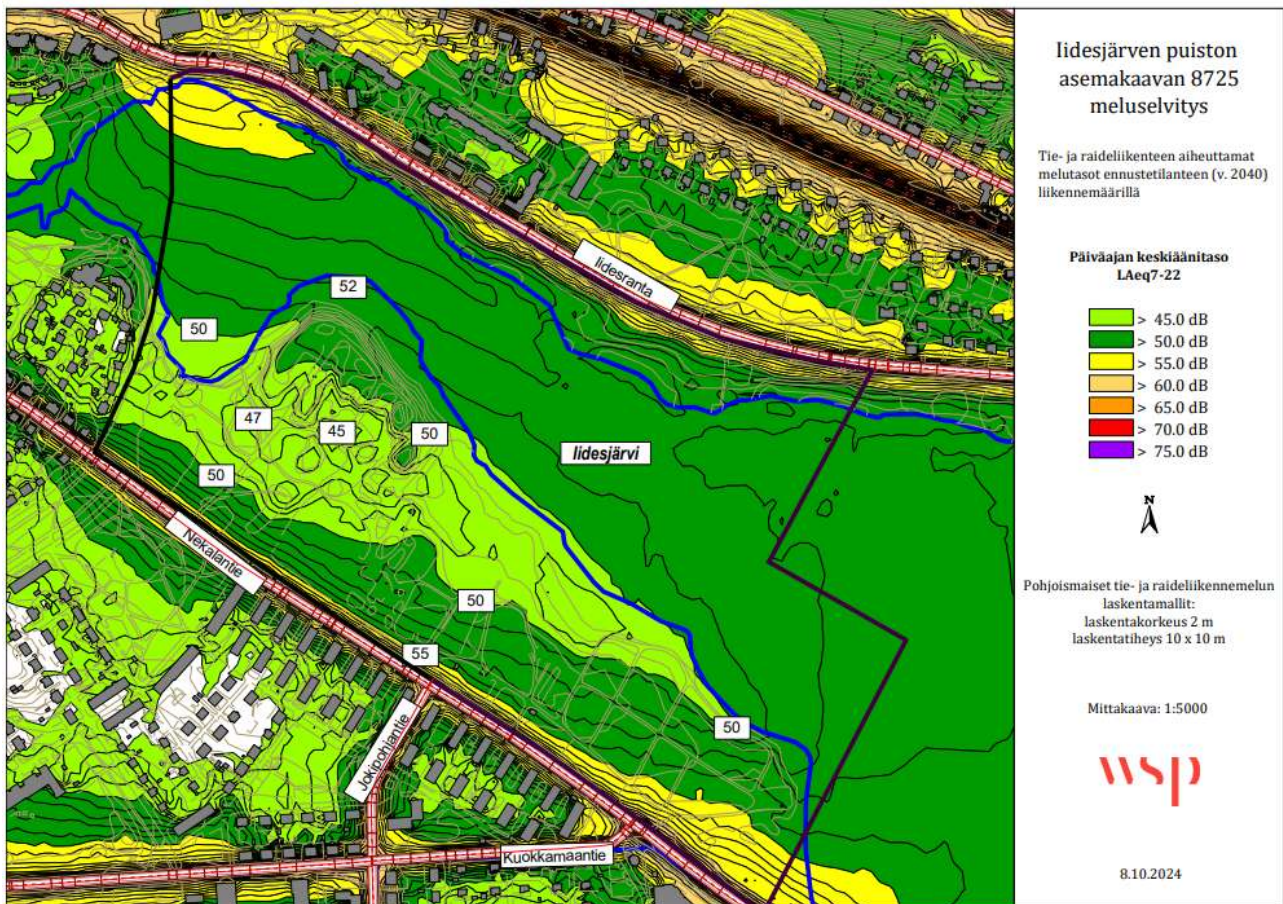 Iidesjärven puiston
asemakaavan 8725
meluselvitys
Tie- ja raideliikenteen aiheuttamat
melutasot ennustetilanteen (v. 2040)
liikennemäärillä
Päiväajan keskiäänitaso
LAeq7-22
> 45.0 dB
> 50.0 dB
> 55.0 dB
> 60.0 dB
> 65.0 dB
> 70.0 dB
> 75.0 dB
N
Pohjoismaiset tie- ja raideliikennemelun
laskentamallit:
laskentakorkeus 2 m
laskentatiheys 10 x 10 m
Mittakaava: 1:5000
wsp
8.10.2024
Iidesranta
52
50
47
45
50
Iidesjärvi
50
Nekalantie
50
55
50
Jokipohjantie
Kuokkamaantie